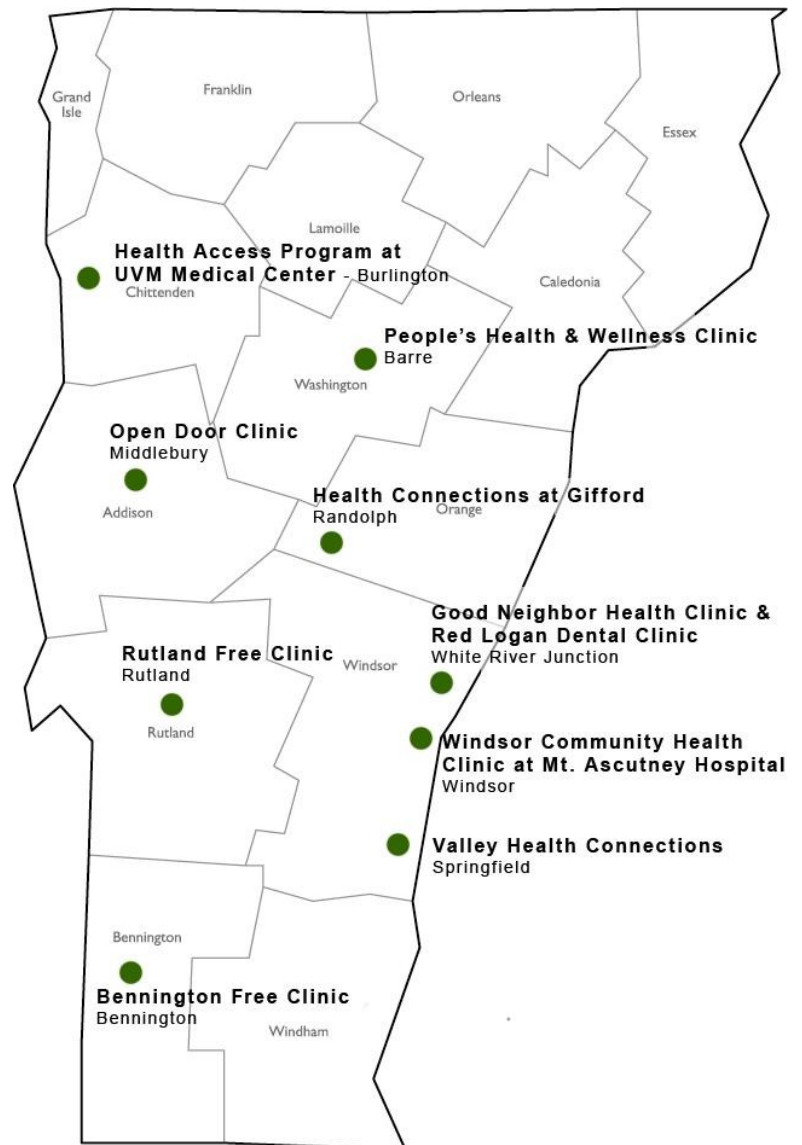 Grand
Isle
Franklin
Orleans
Essex
Lamoille
Health Access Program at
UVM Medical Center - Burlington
Chittenden
Caledonia
People's Health & Wellness Clinic
Barre
Washington
Open Door Clinic
Middlebury
Addison
Health Connections at Gifford
Randolph
Orange
Good Neighbor Health Clinic &
Red Logan Dental Clinic
White River Junction
Windsor
Rutland Free Clinic
Rutland
Rutland
Windsor Community Health
Clinic at Mt. Ascutney Hospital
Windsor
Valley Health Connections
Springfield
Bennington
Bennington Free Clinic
Bennington
Windham